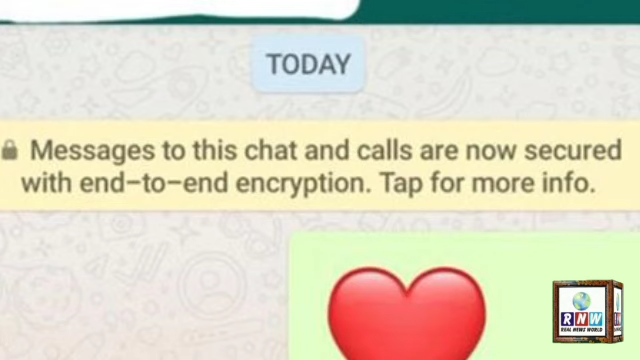 TODAY
Messages to this chat and calls are now secured
with end-to-end encryption. Tap for more info.
RNW
REAL NEWS WORLD